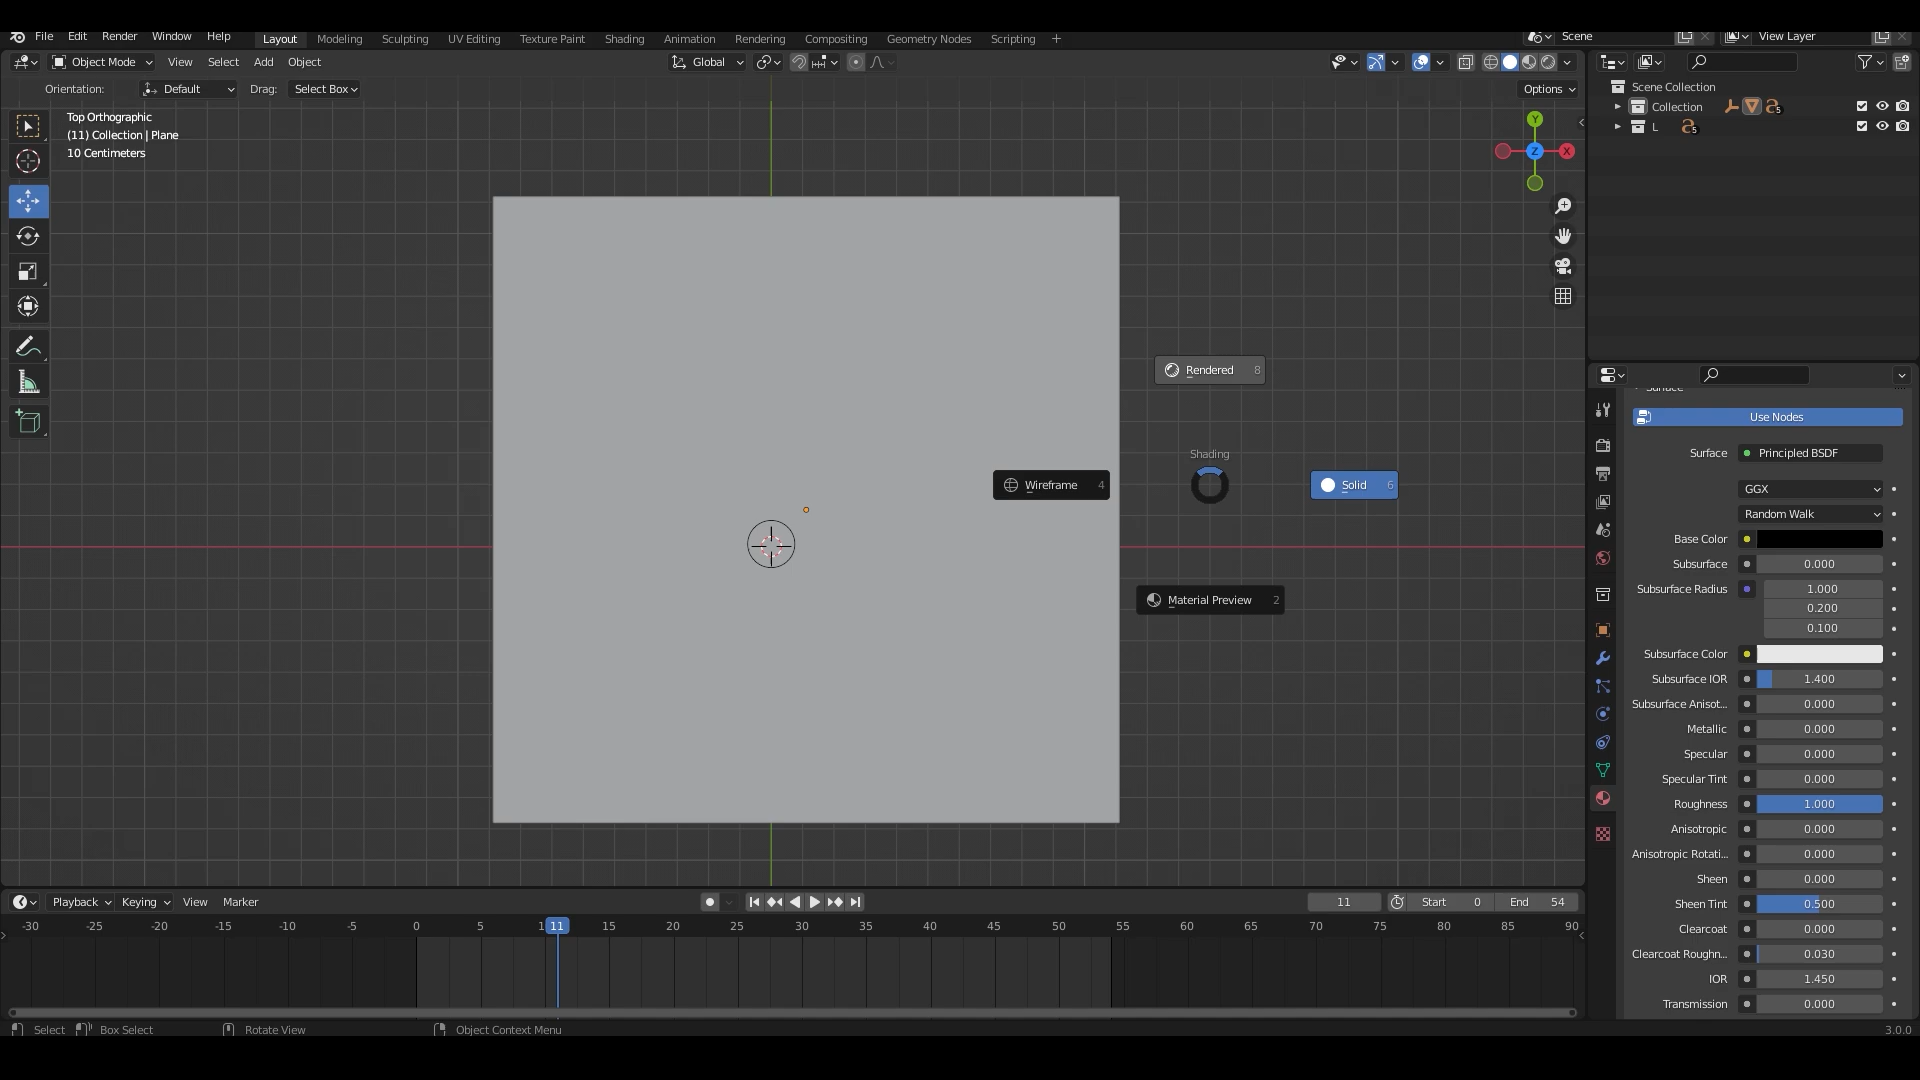 File Edit Render Window Help Layout Modeling Sculpting UV Editing Texture Paint Shading Animation Rendering Compositing Geometry Nodes Scripting + Scene View Layer
Object Mode View Select Add Object Global
Orientation: Default Drag: Select Box Options
Top Orthographic
(11) Collection | Plane
10 Centimeters
Y
Z
X
Scene Collection
Collection 5
L 5
Rendered 8
Shading
Wireframe 4
Solid 6
Material Preview 2
Surface
Use Nodes
Surface Principled BSDF
GGX
Random Walk
Base Color
Subsurface 0.000
Subsurface Radius 1.000
0.200
0.100
Subsurface Color
Subsurface IOR 1.400
Subsurface Anisot... 0.000
Metallic 0.000
Specular 0.000
Specular Tint 0.000
Roughness 1.000
Anisotropic 0.000
Anisotropic Rotati... 0.000
Sheen 0.000
Sheen Tint 0.500
Clearcoat 0.000
Clearcoat Roughn... 0.030
IOR 1.450
Transmission 0.000
Playback Keying View Marker 11 Start 0 End 54
-30 -25 -20 -15 -10 -5 0 5 1 11 15 20 25 30 35 40 45 50 55 60 65 70 75 80 85 90
Select Box Select Rotate View Object Context Menu 3.0.0